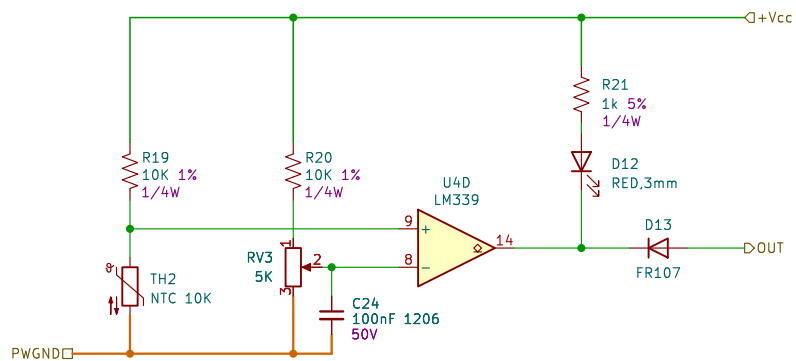 +Vcc
R21
1k 5%
1/4W
R19
10K 1%
1/4W
R20
10K 1%
1/4W
D12
RED,3mm
U4D
LM339
9
+
14
8
−
D13
FR107
OUT
1
RV3
2
5K
3
ϑ
TH2
NTC 10K
C24
100nF 1206
50V
PWGND